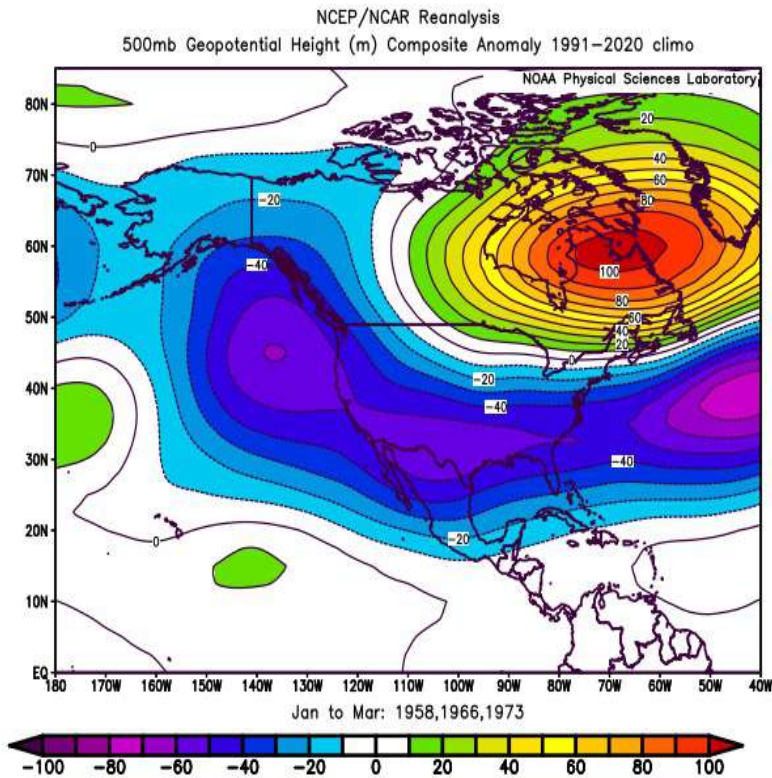 NCEP/NCAR Reanalysis
500mb Geopotential Height (m) Composite Anomaly 1991-2020 climo
NOAA Physical Sciences Laboratory
80N
20
0
70N
40
60
-20
80
60N
-40
100
50N
80
60
40
20
0
-20
40N
-40
30N
-40
20N
-20
0
10N
EQ
180 170W 160W 150W 140W 130W 120W 110W 100W 90W 80W 70W 60W 50W 40W
Jan to Mar: 1958,1966,1973
-100 -80 -60 -40 -20 0 20 40 60 80 100